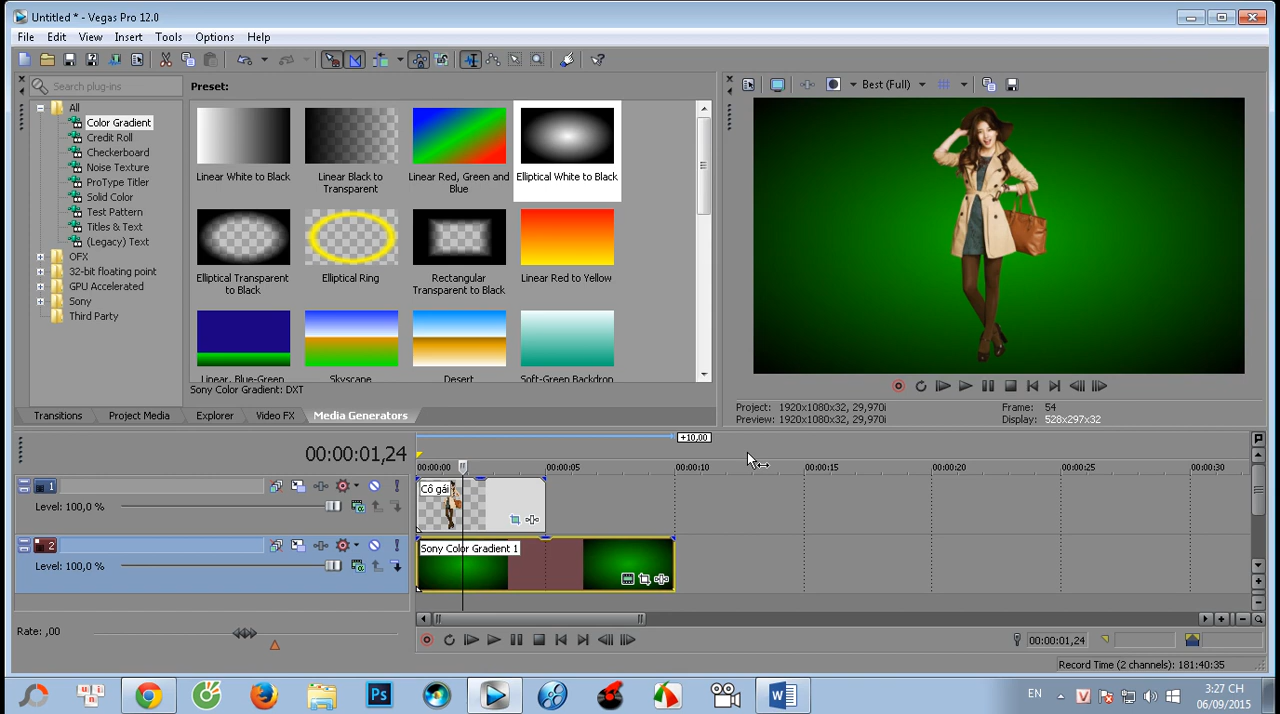 Untitled * - Vegas Pro 12.0
File Edit View Insert Tools Options Help
Search plug-ins
All
Color Gradient
Credit Roll
Checkerboard
Noise Texture
ProType Titler
Solid Color
Test Pattern
Titles & Text
(Legacy) Text
OFX
32-bit floating point
GPU Accelerated
Sony
Third Party
Preset:
Linear White to Black
Linear Black to Transparent
Linear Red, Green and Blue
Elliptical White to Black
Elliptical Transparent to Black
Elliptical Ring
Rectangular Transparent to Black
Linear Red to Yellow
Linear, Blue-Green
Skyscape
Desert
Soft-Green Backdrop
Sony Color Gradient: DXT
Transitions Project Media Explorer Video FX Media Generators
Best (Full)
Project: 1920x1080x32, 29,970i
Preview: 1920x1080x32, 29,970i
Frame: 54
Display: 528x297x32
00:00:01,24
+10,00
00:00:00 00:00:05 00:00:10 00:00:15 00:00:20 00:00:25 00:00:30
1
Level: 100,0 %
2
Level: 100,0 %
Cô gái
Sony Color Gradient 1
Rate: ,00
00:00:01,24
Record Time (2 channels): 181:40:35
Ps
W
EN
V
3:27 CH
06/09/2015